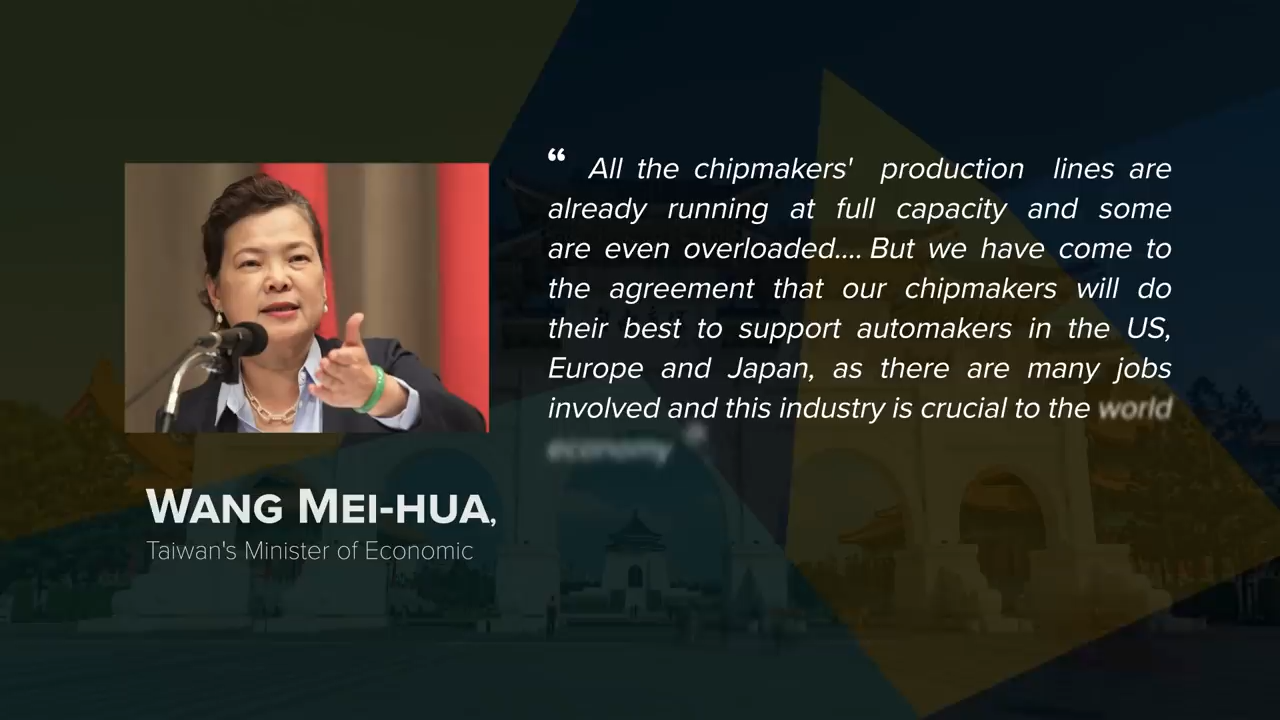 “ All the chipmakers' production lines are
already running at full capacity and some
are even overloaded.... But we have come to
the agreement that our chipmakers will do
their best to support automakers in the US,
Europe and Japan, as there are many jobs
involved and this industry is crucial to the world
economy
WANG MEI-HUA,
Taiwan's Minister of Economic